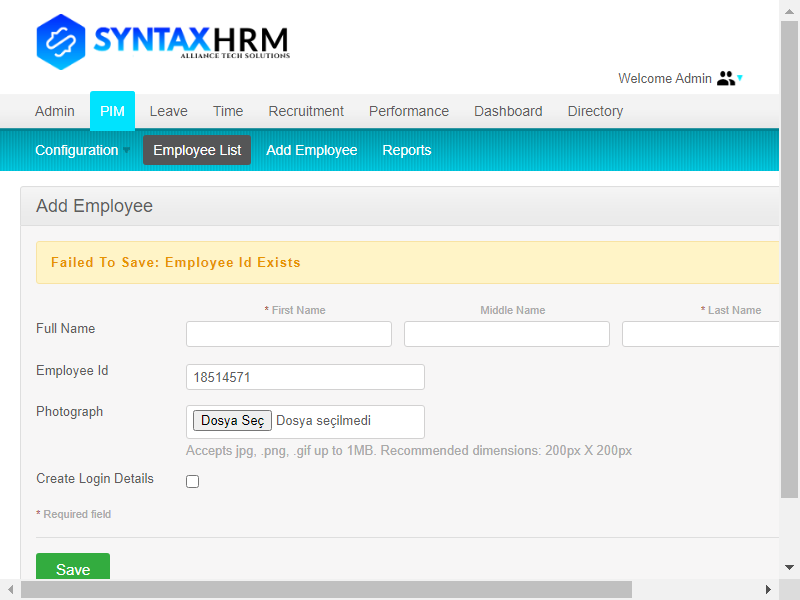 SYNTAXHRM
ALLIANCE TECH SOLUTIONS
Welcome Admin
Admin PIM Leave Time Recruitment Performance Dashboard Directory
Configuration Employee List Add Employee Reports
Add Employee
Failed To Save: Employee Id Exists
* First Name Middle Name * Last Name
Full Name
Employee Id 18514571
Photograph Dosya Seç Dosya seçilmedi
Accepts jpg, .png, .gif up to 1MB. Recommended dimensions: 200px X 200px
Create Login Details
* Required field
Save